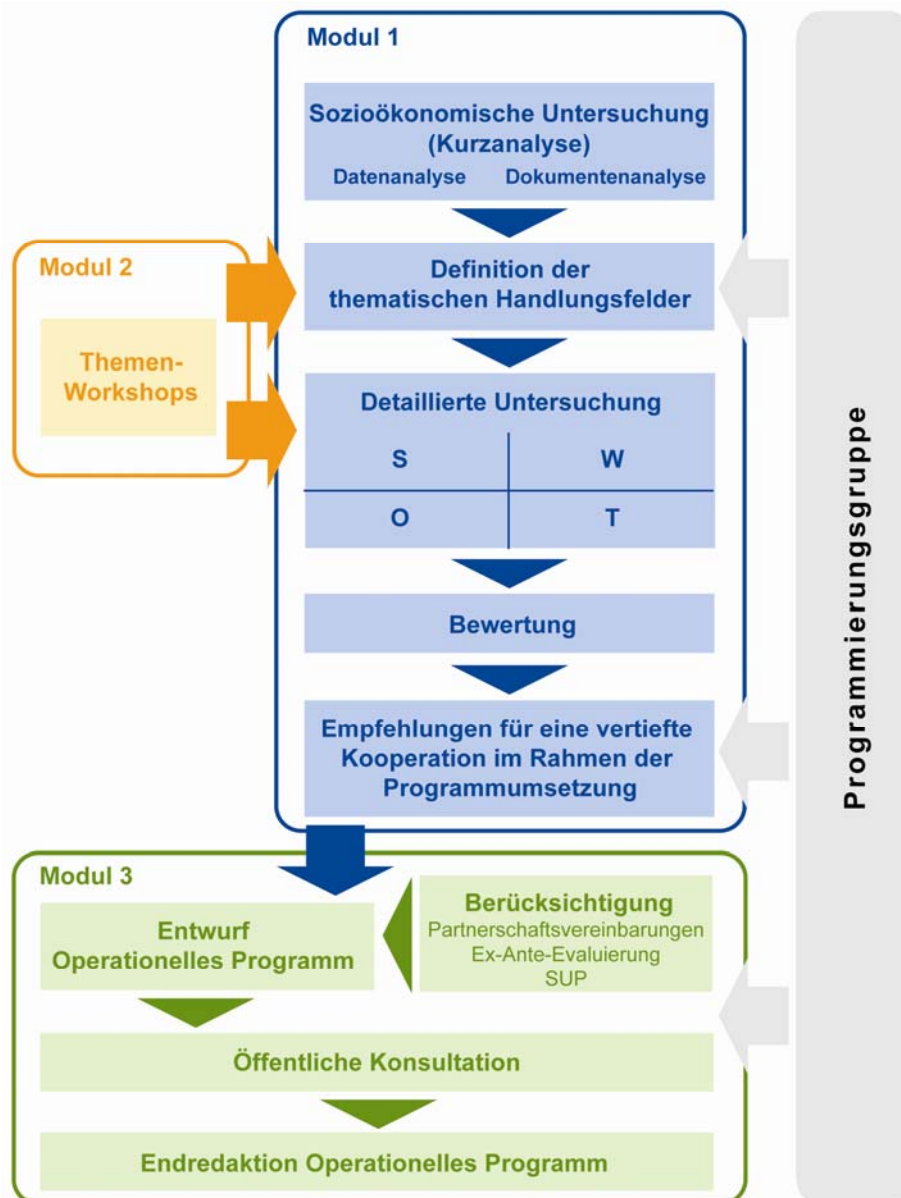 Modul 1
Sozioökonomische Untersuchung
(Kurzanalyse)
Datenanalyse Dokumentenanalyse
Definition der
thematischen Handlungsfelder
Modul 2
Themen-
Workshops
Detaillierte Untersuchung
S W
O T
Bewertung
Empfehlungen für eine vertiefte
Kooperation im Rahmen der
Programmumsetzung
Modul 3
Entwurf
Operationelles Programm
Berücksichtigung
Partnerschaftsvereinbarungen
Ex-Ante-Evaluierung
SUP
Öffentliche Konsultation
Endredaktion Operationelles Programm
Programmierungsgruppe